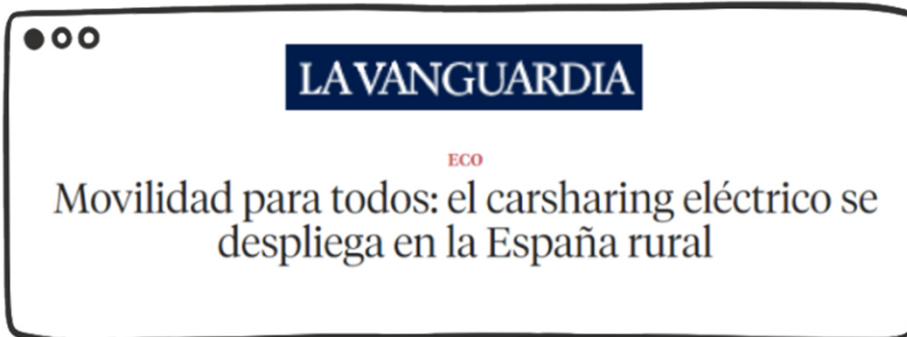 LA VANGUARDIA
ECO
Movilidad para todos: el carsharing eléctrico se
despliega en la España rural